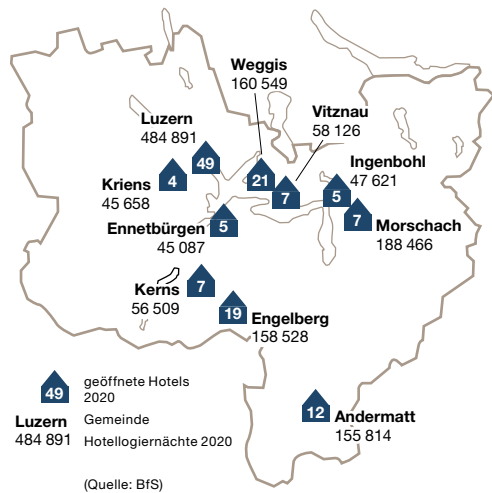 Weggis
160 549
Vitznau
58 126
Luzern
484 891
49
21
7
Ingenbohl
47 621
5
Kriens
45 658
4
7
Morschach
188 466
Ennetbürgen
45 087
5
Kerns
56 509
7
19
Engelberg
158 528
12
Andermatt
155 814
49
geöffnete Hotels
2020
Luzern Gemeinde
484 891 Hotellogiernächte 2020
(Quelle: BfS)